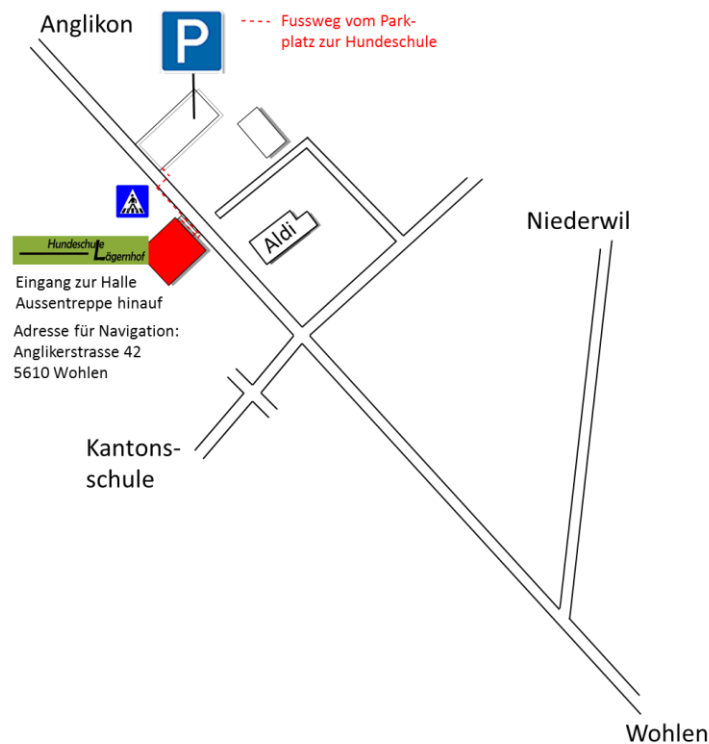 Anglikon
P
Fussweg vom Park-
platz zur Hundeschule
Aldi
Niederwil
Hundeschule
Lägernhof
Eingang zur Halle
Aussentreppe hinauf
Adresse für Navigation:
Anglikerstrasse 42
5610 Wohlen
Kantons-
schule
Wohlen